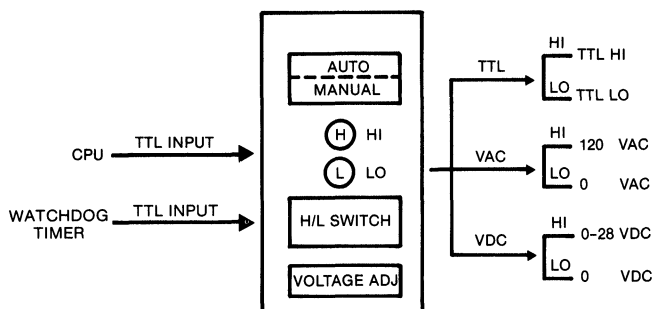 CPU
TTL INPUT
WATCHDOG
TIMER
TTL INPUT
AUTO
MANUAL
H HI
L LO
H/L SWITCH
VOLTAGE ADJ
TTL
HI TTL HI
LO TTL LO
VAC
HI 120 VAC
LO 0 VAC
VDC
HI 0-28 VDC
LO 0 VDC